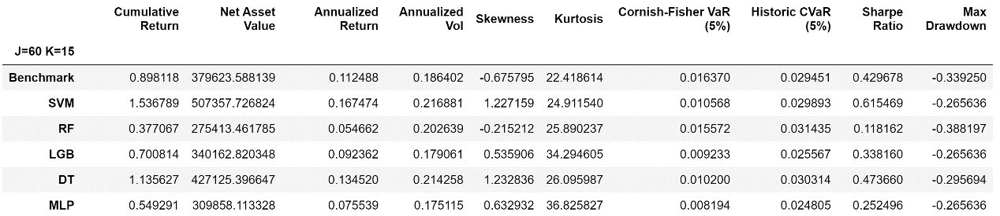 Cumulative Return Net Asset Value Annualized Return Annualized Vol Skewness Kurtosis Cornish-Fisher VaR (5%) Historic CVaR (5%) Sharpe Ratio Max Drawdown
J=60 K=15
Benchmark 0.898118 379623.588139 0.112488 0.186402 -0.675795 22.418614 0.016370 0.029451 0.429678 -0.339250
SVM 1.536789 507357.726824 0.167474 0.216881 1.227159 24.911540 0.010568 0.029893 0.615469 -0.265636
RF 0.377067 275413.461785 0.054662 0.202639 -0.215212 25.890237 0.015572 0.031435 0.118162 -0.388197
LGB 0.700814 340162.820348 0.092362 0.179061 0.535906 34.294605 0.009233 0.025567 0.338160 -0.265636
DT 1.135627 427125.396647 0.134520 0.214258 1.232836 26.095987 0.010200 0.030314 0.473660 -0.295694
MLP 0.549291 309858.113328 0.075539 0.175115 0.632932 36.825827 0.008194 0.024805 0.252496 -0.265636